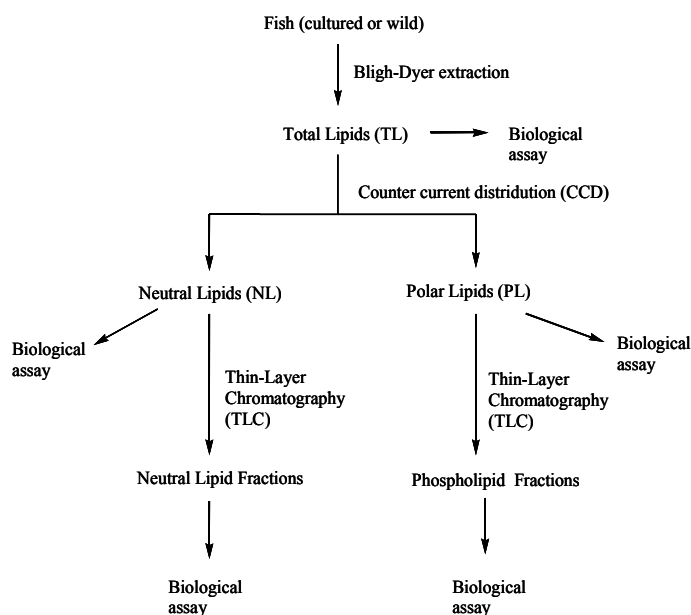 Fish (cultured or wild)
Bligh-Dyer extraction
Total Lipids (TL)
Biological
assay
Counter current distridution (CCD)
Neutral Lipids (NL)
Polar Lipids (PL)
Biological
assay
Biological
assay
Thin-Layer
Chromatography
(TLC)
Thin-Layer
Chromatography
(TLC)
Neutral Lipid Fractions
Phospholipid Fractions
Biological
assay
Biological
assay